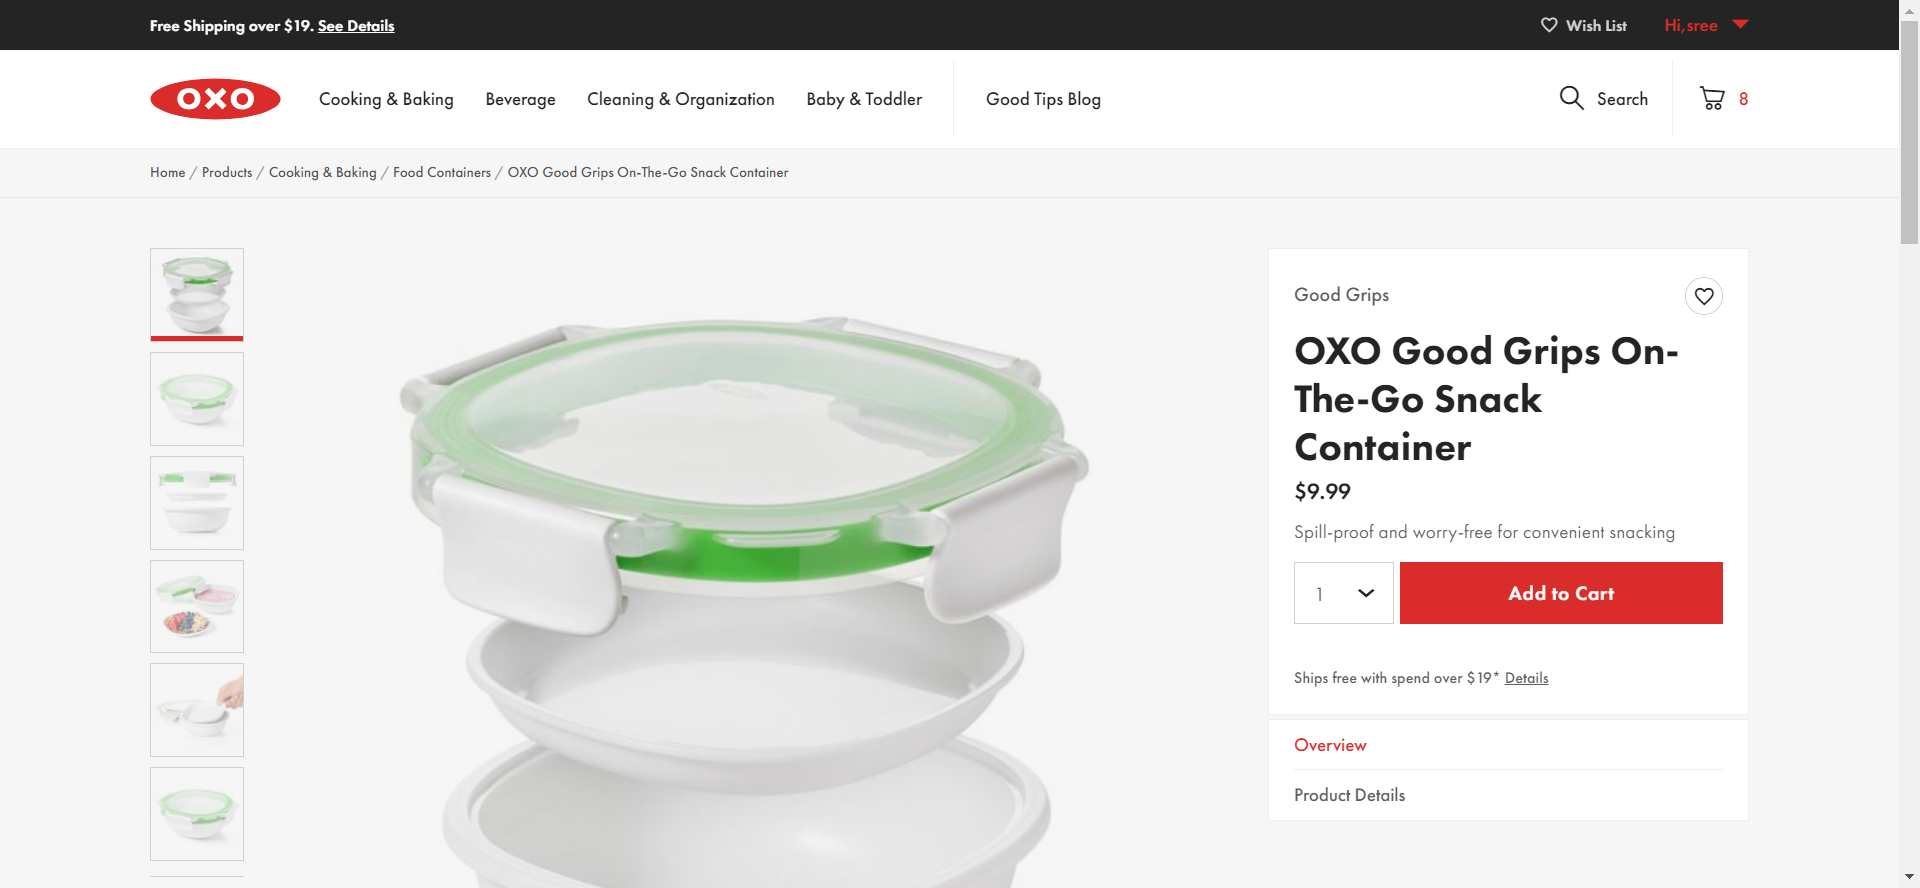 Free Shipping over $19. See Details
Wish List
Hi,sree
OXO
Cooking & Baking
Beverage
Cleaning & Organization
Baby & Toddler
Good Tips Blog
Search
8
Home / Products / Cooking & Baking / Food Containers / OXO Good Grips On-The-Go Snack Container
Good Grips
OXO Good Grips On-
The-Go Snack
Container
$9.99
Spill-proof and worry-free for convenient snacking
1
Add to Cart
Ships free with spend over $19* Details
Overview
Product Details